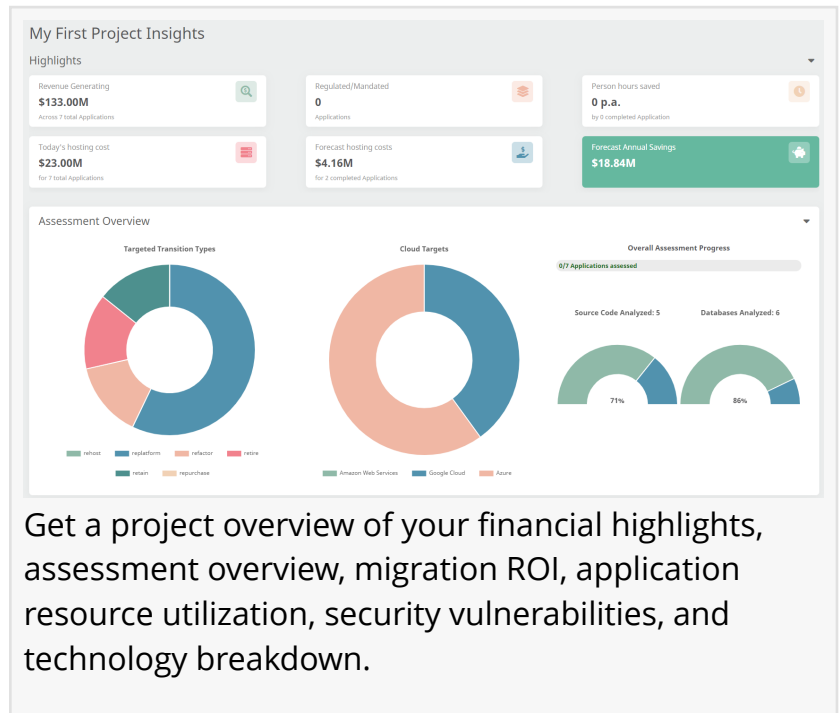 My First Project Insights
Highlights
Revenue Generating
$133.00M
Across 7 total Applications
Regulated/Mandated
0
Applications
Person hours saved
0 p.a.
by 0 completed Application
Today's hosting cost
$23.00M
for 7 total Applications
Forecast hosting costs
$4.16M
for 2 completed Applications
Forecast Annual Savings
$18.84M
Assessment Overview
Targeted Transition Types
rehost replatform refactor retire
retain repurchase
Cloud Targets
Amazon Web Services Google Cloud Azure
Overall Assessment Progress
0/7 Applications assessed
Source Code Analyzed: 5
71%
Databases Analyzed: 6
86%
Get a project overview of your financial highlights,
assessment overview, migration ROI, application
resource utilization, security vulnerabilities, and
technology breakdown.